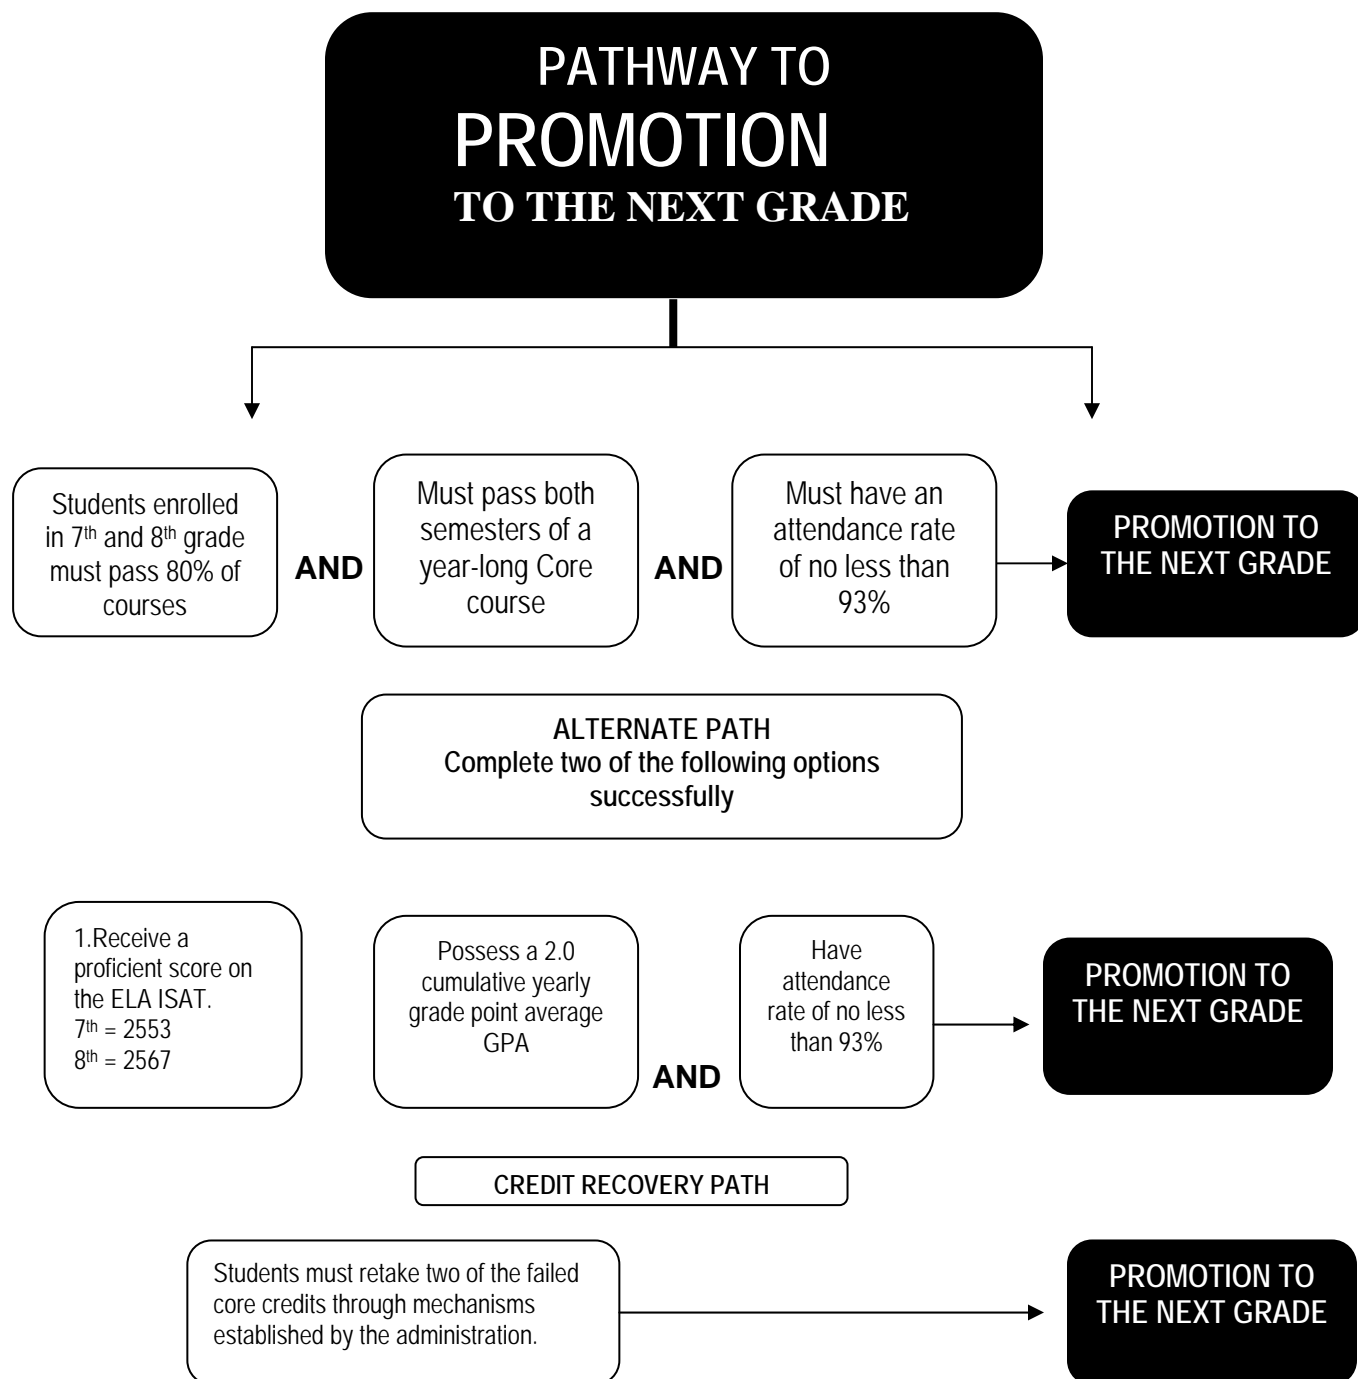 PATHWAY TO
PROMOTION
TO THE NEXT GRADE
Students enrolled
in 7th and 8th grade
must pass 80% of
courses
AND
Must pass both
semesters of a
year-long Core
course
AND
Must have an
attendance rate
of no less than
93%
PROMOTION TO
THE NEXT GRADE
ALTERNATE PATH
Complete two of the following options
successfully
1.Receive a
proficient score on
the ELA ISAT.
7th = 2553
8th = 2567
Possess a 2.0
cumulative yearly
grade point average
GPA
AND
Have
attendance
rate of no less
than 93%
PROMOTION TO
THE NEXT GRADE
CREDIT RECOVERY PATH
Students must retake two of the failed
core credits through mechanisms
established by the administration.
PROMOTION TO
THE NEXT GRADE